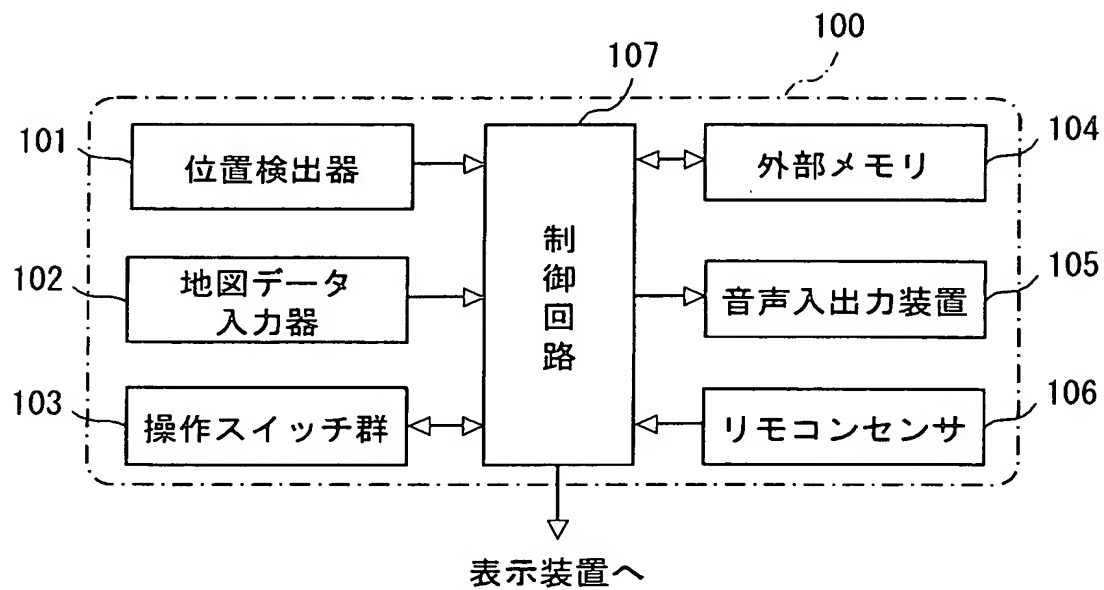 100
107
101
位置検出器
104
外部メモリ
制御回路
102
地図データ
入力器
105
音声入出力装置
103
操作スイッチ群
106
リモコンセンサ
表示装置へ